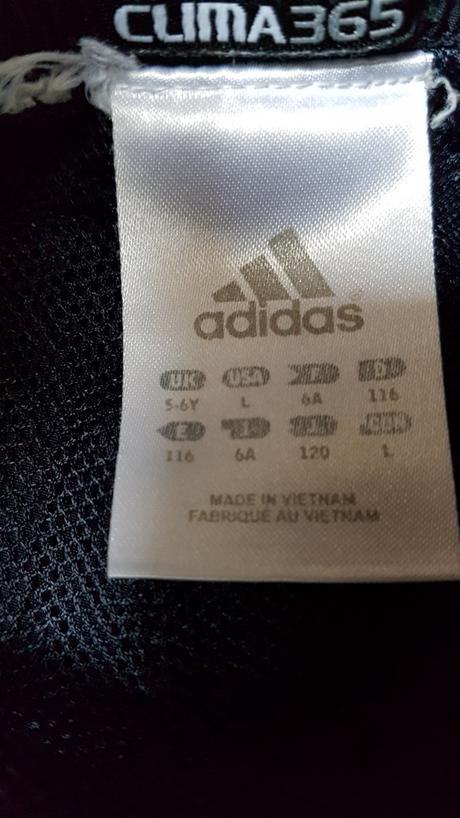 CLIMA365
adidas
UK USA F D
5-6Y L 6A 116
E I J CHN
116 6A 120 L
MADE IN VIETNAM
FABRIQUÉ AU VIETNAM